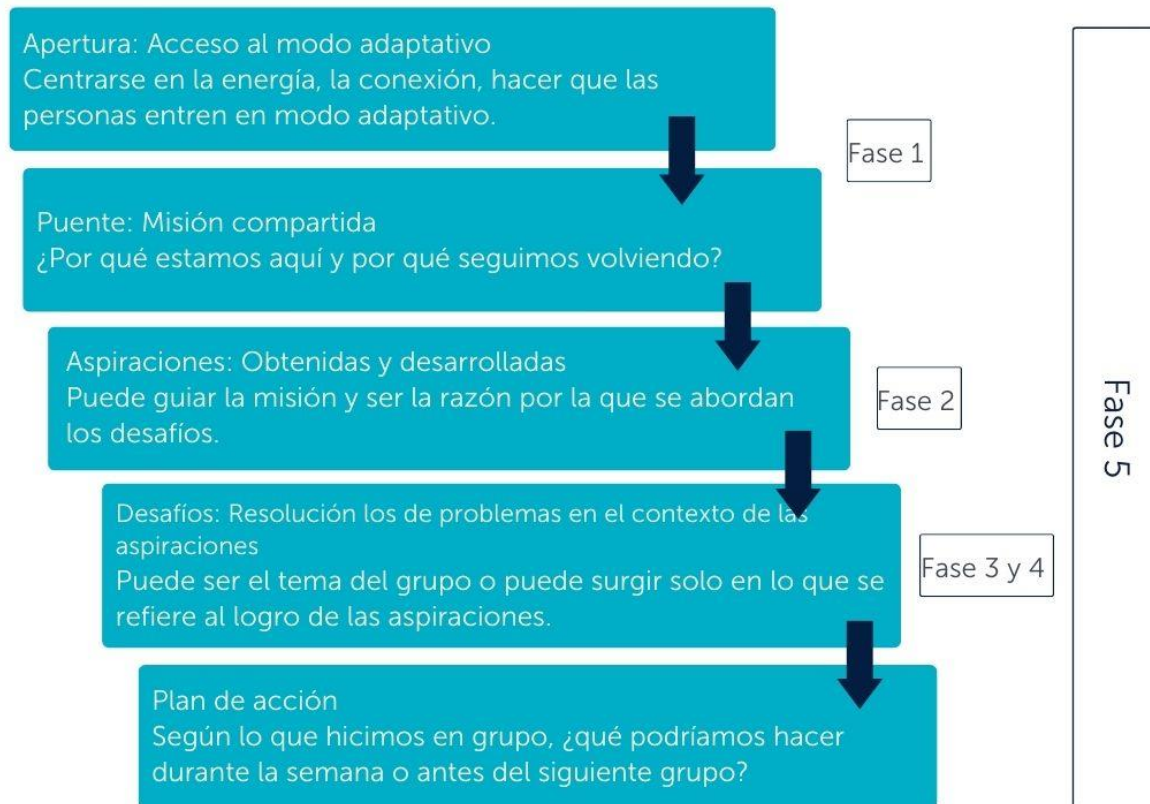 Apertura: Acceso al modo adaptativo
Centrarse en la energía, la conexión, hacer que las
personas entren en modo adaptativo.
Fase 1
Puente: Misión compartida
¿Por qué estamos aquí y por qué seguimos volviendo?
Aspiraciones: Obtenidas y desarrolladas
Puede guiar la misión y ser la razón por la que se abordan
los desafíos.
Fase 2
Desafíos: Resolución los de problemas en el contexto de las
aspiraciones
Puede ser el tema del grupo o puede surgir solo en lo que se
refiere al logro de las aspiraciones.
Fase 3 y 4
Plan de acción
Según lo que hicimos en grupo, ¿qué podríamos hacer
durante la semana o antes del siguiente grupo?
Fase 5